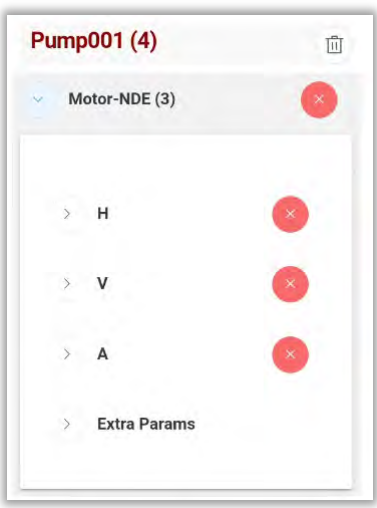 Pump001 (4)
Motor-NDE (3)
H
V
A
Extra Params